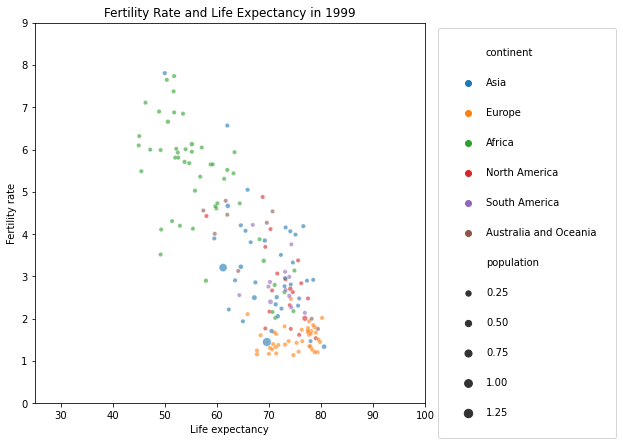 Fertility Rate and Life Expectancy in 1999
9
8
7
6
5
4
3
2
1
0
Fertility rate
30 40 50 60 70 80 90 100
Life expectancy
continent
Asia
Europe
Africa
North America
South America
Australia and Oceania
population
0.25
0.50
0.75
1.00
1.25